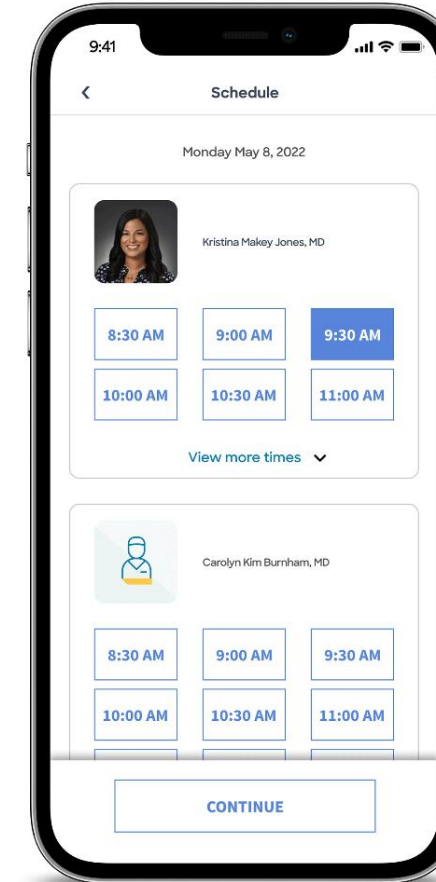 9:41
Schedule
Monday May 8, 2022
Kristina Makey Jones, MD
8:30 AM 9:00 AM 9:30 AM
10:00 AM 10:30 AM 11:00 AM
View more times
Carolyn Kim Burnham, MD
8:30 AM 9:00 AM 9:30 AM
10:00 AM 10:30 AM 11:00 AM
CONTINUE